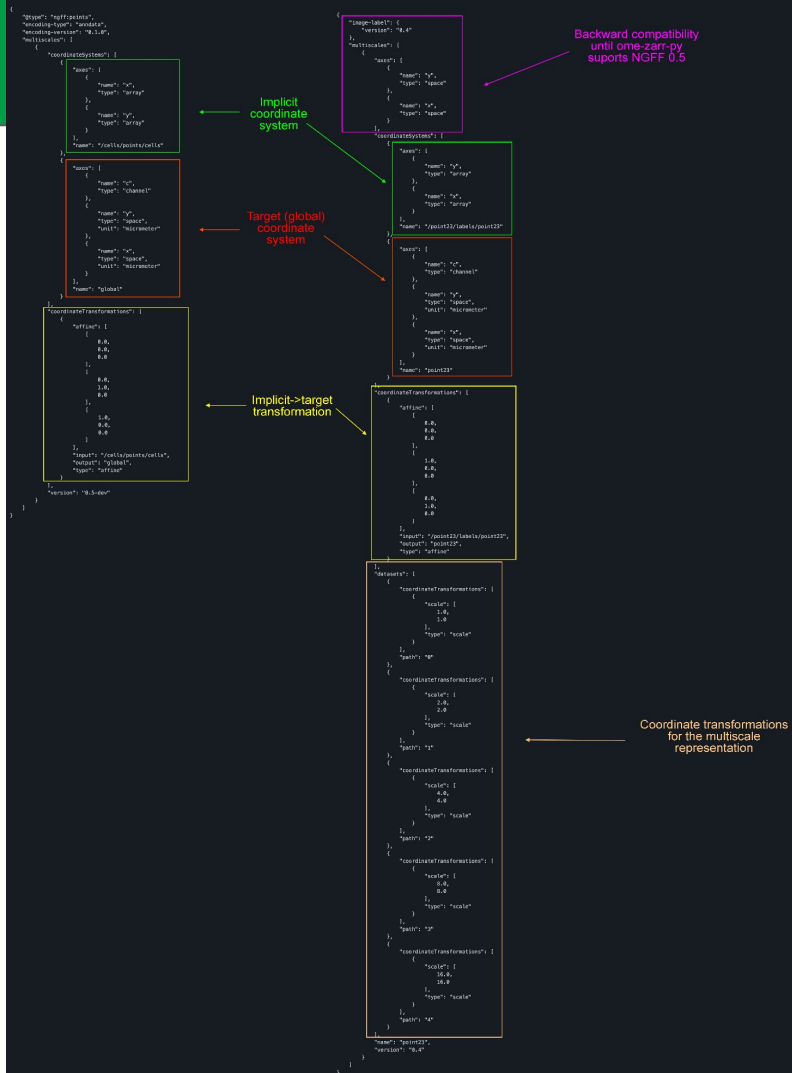 {
"@type": "ngff:points",
"encoding-type": "anndata",
"encoding-version": "0.1.0",
"multiscales": [
{
"coordinateSystems": [
{
"axes": [
{
"name": "x",
"type": "array"
},
{
"name": "y",
"type": "array"
}
],
"name": "/cells/points/cells"
},
{
"axes": [
{
"name": "c",
"type": "channel"
},
{
"name": "y",
"type": "space",
"unit": "micrometer"
},
{
"name": "x",
"type": "space",
"unit": "micrometer"
}
],
"name": "global"
}
],
"coordinateTransformations": [
{
"affine": [
[
0.0,
0.0,
0.0
],
[
0.0,
1.0,
0.0
],
[
1.0,
0.0,
0.0
]
],
"input": "/cells/points/cells",
"output": "global",
"type": "affine"
}
],
"version": "0.5-dev"
}
]
}
Implicit
coordinate
system
Target (global)
coordinate
system
Implicit->target
transformation
{
"image-label": {
"version": "0.4"
},
"multiscales": [
{
"axes": [
{
"name": "y",
"type": "space"
},
{
"name": "x",
"type": "space"
}
],
"coordinateSystems": [
{
"axes": [
{
"name": "y",
"type": "array"
},
{
"name": "x",
"type": "array"
}
],
"name": "/point23/labels/point23"
},
{
"axes": [
{
"name": "c",
"type": "channel"
},
{
"name": "y",
"type": "space",
"unit": "micrometer"
},
{
"name": "x",
"type": "space",
"unit": "micrometer"
}
],
"name": "point23"
}
],
"coordinateTransformations": [
{
"affine": [
[
0.0,
0.0,
0.0
],
[
1.0,
0.0,
0.0
],
[
0.0,
1.0,
0.0
]
],
"input": "/point23/labels/point23",
"output": "point23",
"type": "affine"
}
],
"datasets": [
{
"coordinateTransformations": [
{
"scale": [
1.0,
1.0
],
"type": "scale"
}
],
"path": "0"
},
{
"coordinateTransformations": [
{
"scale": [
2.0,
2.0
],
"type": "scale"
}
],
"path": "1"
},
{
"coordinateTransformations": [
{
"scale": [
4.0,
4.0
],
"type": "scale"
}
],
"path": "2"
},
{
"coordinateTransformations": [
{
"scale": [
8.0,
8.0
],
"type": "scale"
}
],
"path": "3"
},
{
"coordinateTransformations": [
{
"scale": [
16.0,
16.0
],
"type": "scale"
}
],
"path": "4"
}
],
"name": "point23",
"version": "0.4"
}
]
}
Backward compatibility
until ome-zarr-py
suports NGFF 0.5
Coordinate transformations
for the multiscale
representation